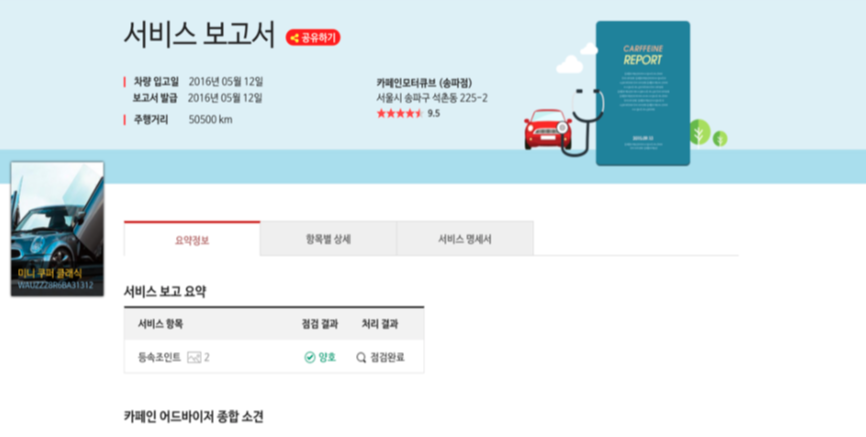 서비스 보고서 공유하기
차량 입고일 2016년 05월 12일
보고서 발급 2016년 05월 12일
주행거리 50500 km
카페인모터큐브 (송파점)
서울시 송파구 석촌동 225-2
9.5
CARFFEINE
REPORT
미니 쿠퍼 클래식
요약정보 항목별 상세 서비스 명세서
서비스 보고 요약
서비스 항목 점검 결과 처리 결과
등속조인트 2 양호 점검완료
카페인 어드바이저 종합 소견